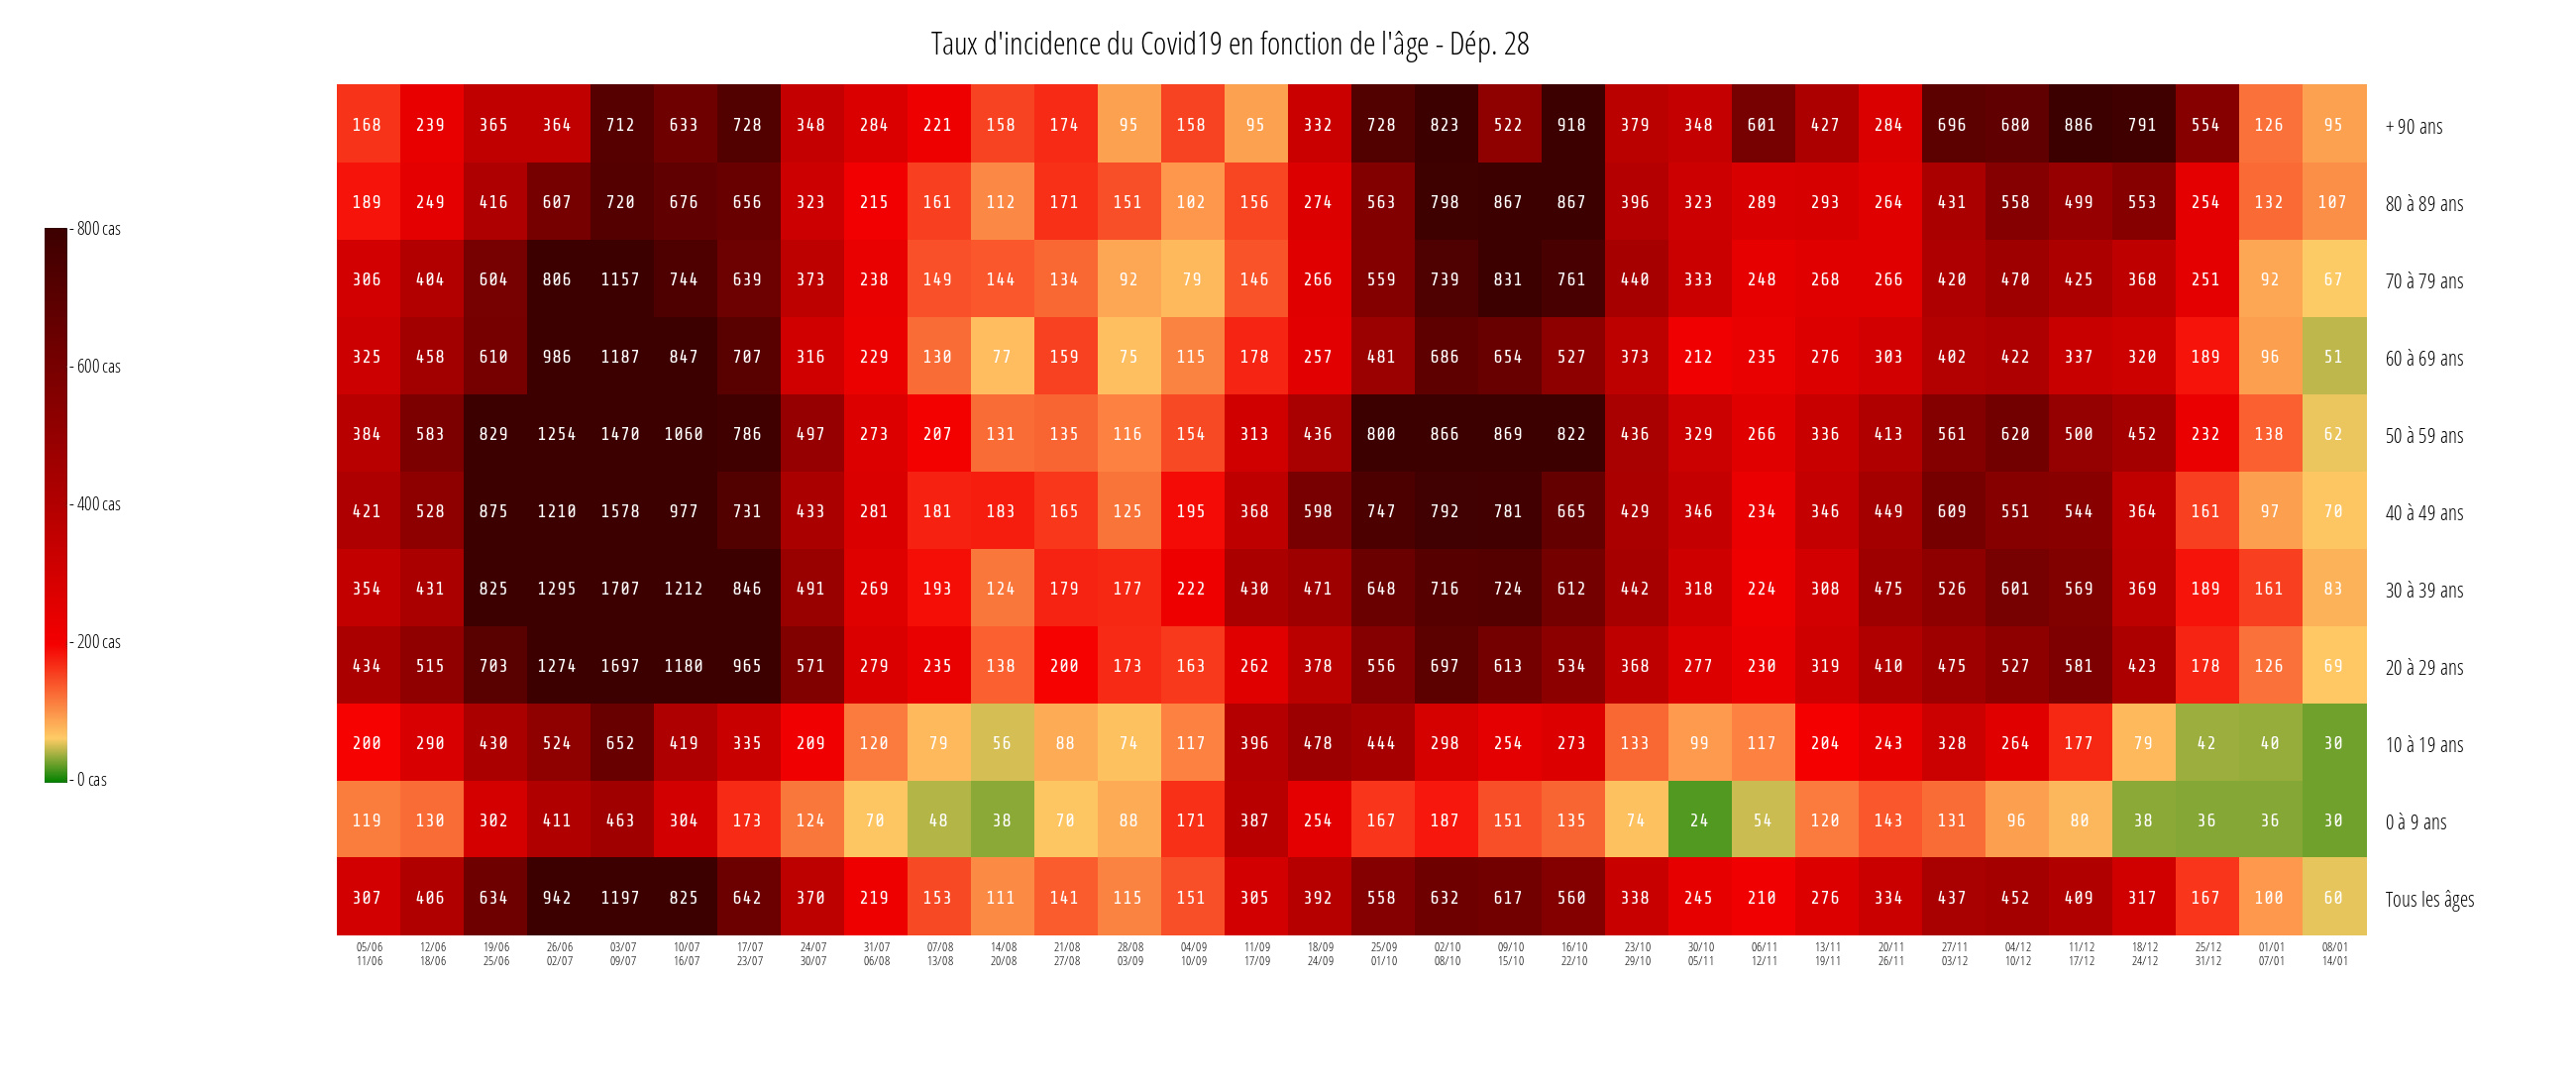 Taux d'incidence du Covid19 en fonction de l'âge - Dép. 28
168 239 365 364 712 633 728 348 284 221 158 174 95 158 95 332 728 823 522 918 379 348 601 427 284 696 680 886 791 554 126 95 + 90 ans
189 249 416 607 720 676 656 323 215 161 112 171 151 102 156 274 563 798 867 867 396 323 289 293 264 431 558 499 553 254 132 107 80 à 89 ans
- 800 cas
306 404 604 806 1157 744 639 373 238 149 144 134 92 79 146 266 559 739 831 761 440 333 248 268 266 420 470 425 368 251 92 67 70 à 79 ans
325 458 610 986 1187 847 707 316 229 130 77 159 75 115 178 257 481 686 654 527 373 212 235 276 303 402 422 337 320 189 96 51 60 à 69 ans
- 600 cas
384 583 829 1254 1470 1060 786 497 273 207 131 135 116 154 313 436 800 866 869 822 436 329 266 336 413 561 620 500 452 232 138 62 50 à 59 ans
- 400 cas
421 528 875 1210 1578 977 731 433 281 181 183 165 125 195 368 598 747 792 781 665 429 346 234 346 449 609 551 544 364 161 97 70 40 à 49 ans
354 431 825 1295 1707 1212 846 491 269 193 124 179 177 222 430 471 648 716 724 612 442 318 224 308 475 526 601 569 369 189 161 83 30 à 39 ans
- 200 cas
434 515 703 1274 1697 1180 965 571 279 235 138 200 173 163 262 378 556 697 613 534 368 277 230 319 410 475 527 581 423 178 126 69 20 à 29 ans
200 290 430 524 652 419 335 209 120 79 56 88 74 117 396 478 444 298 254 273 133 99 117 204 243 328 264 177 79 42 40 30 10 à 19 ans
- 0 cas
119 130 302 411 463 304 173 124 70 48 38 70 88 171 387 254 167 187 151 135 74 24 54 120 143 131 96 80 38 36 36 30 0 à 9 ans
307 406 634 942 1197 825 642 370 219 153 111 141 115 151 305 392 558 632 617 560 338 245 210 276 334 437 452 409 317 167 100 60 Tous les âges
05/06 12/06 19/06 26/06 03/07 10/07 17/07 24/07 31/07 07/08 14/08 21/08 28/08 04/09 11/09 18/09 25/09 02/10 09/10 16/10 23/10 30/10 06/11 13/11 20/11 27/11 04/12 11/12 18/12 25/12 01/01 08/01
11/06 18/06 25/06 02/07 09/07 16/07 23/07 30/07 06/08 13/08 20/08 27/08 03/09 10/09 17/09 24/09 01/10 08/10 15/10 22/10 29/10 05/11 12/11 19/11 26/11 03/12 10/12 17/12 24/12 31/12 07/01 14/01